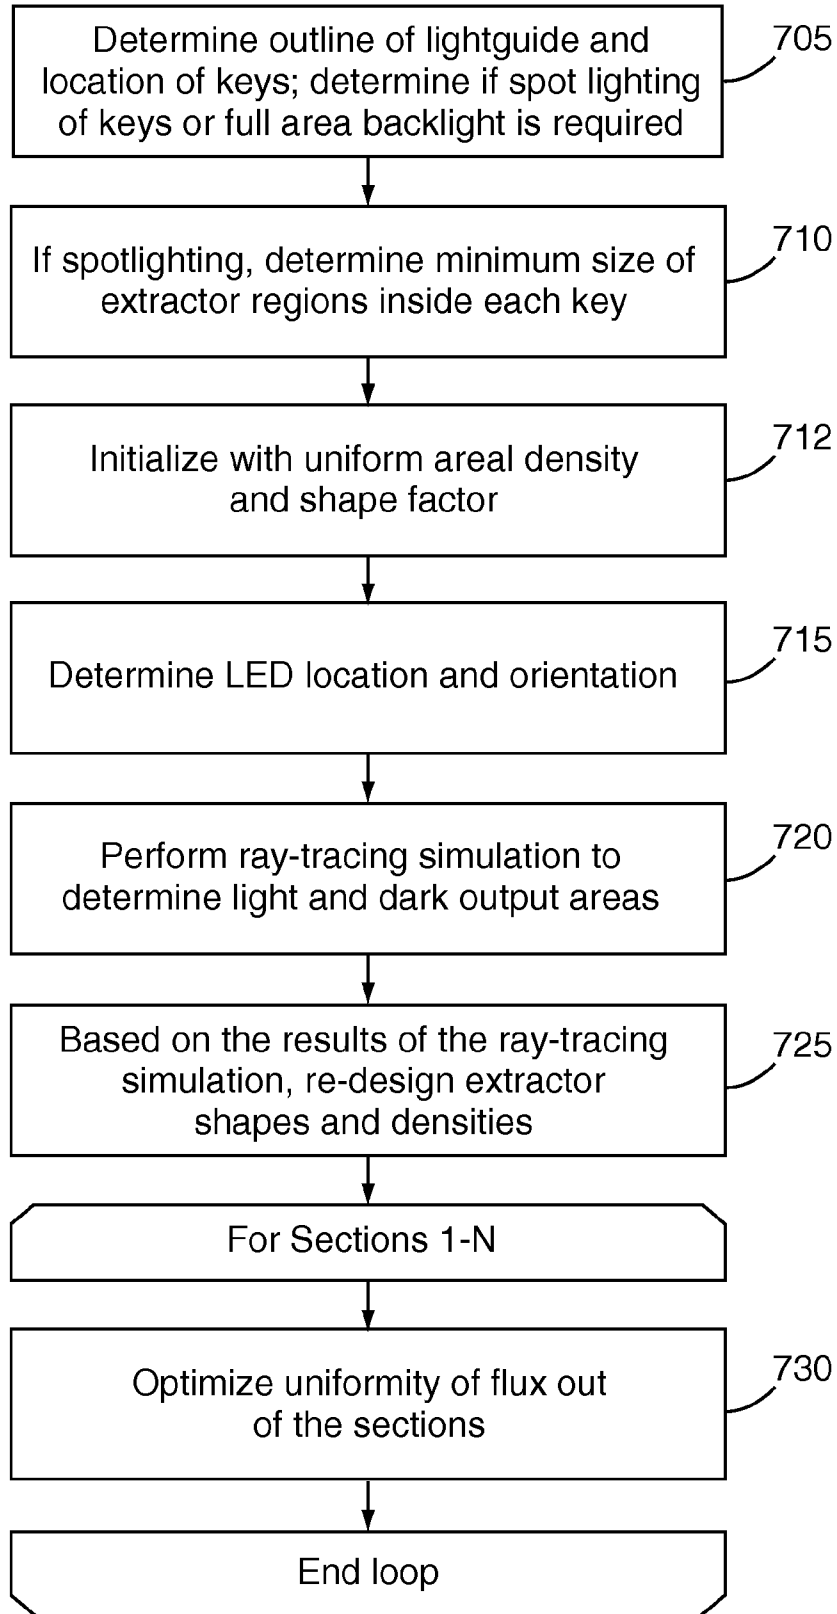 Determine outline of lightguide and
location of keys; determine if spot lighting
of keys or full area backlight is required
705
If spotlighting, determine minimum size of
extractor regions inside each key
710
Initialize with uniform areal density
and shape factor
712
Determine LED location and orientation
715
Perform ray-tracing simulation to
determine light and dark output areas
720
Based on the results of the ray-tracing
simulation, re-design extractor
shapes and densities
725
For Sections 1-N
Optimize uniformity of flux out
of the sections
730
End loop